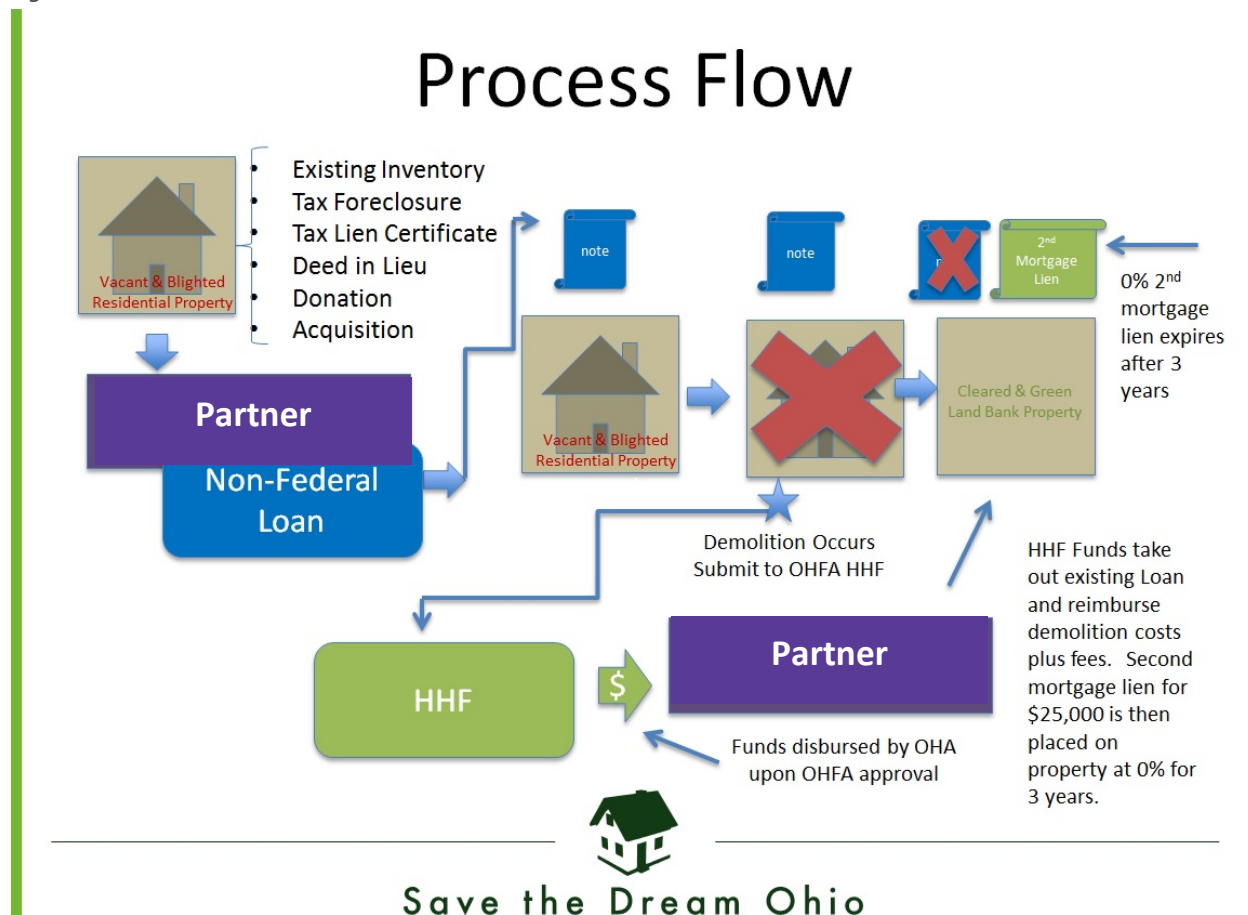 Process Flow
Vacant & Blighted
Residential Property
• Existing Inventory
• Tax Foreclosure
• Tax Lien Certificate
• Deed in Lieu
• Donation
• Acquisition
Partner
Non-Federal
Loan
note
note
2nd
Mortgage
Lien
0% 2nd
mortgage
lien expires
after 3
years
Vacant & Blighted
Residential Property
Cleared & Green
Land Bank Property
Demolition Occurs
Submit to OHFA HHF
HHF
$
Partner
Funds disbursed by OHA
upon OHFA approval
HHF Funds take
out existing Loan
and reimburse
demolition costs
plus fees. Second
mortgage lien for
$25,000 is then
placed on
property at 0% for
3 years.
Save the Dream Ohio